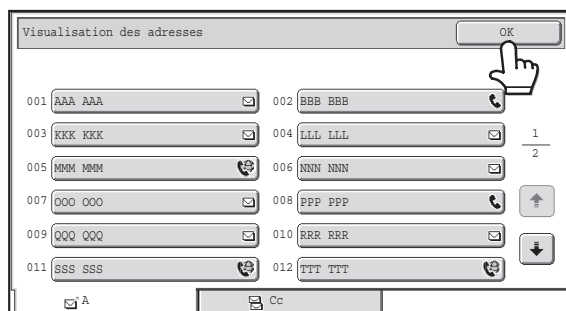 Visualisation des adresses OK
001 AAA AAA 002 BBB BBB
003 KKK KKK 004 LLL LLL 1
005 MMM MMM 006 NNN NNN 2
007 OOO OOO 008 PPP PPP
009 QQQ QQQ 010 RRR RRR
011 SSS SSS 012 TTT TTT
A Cc